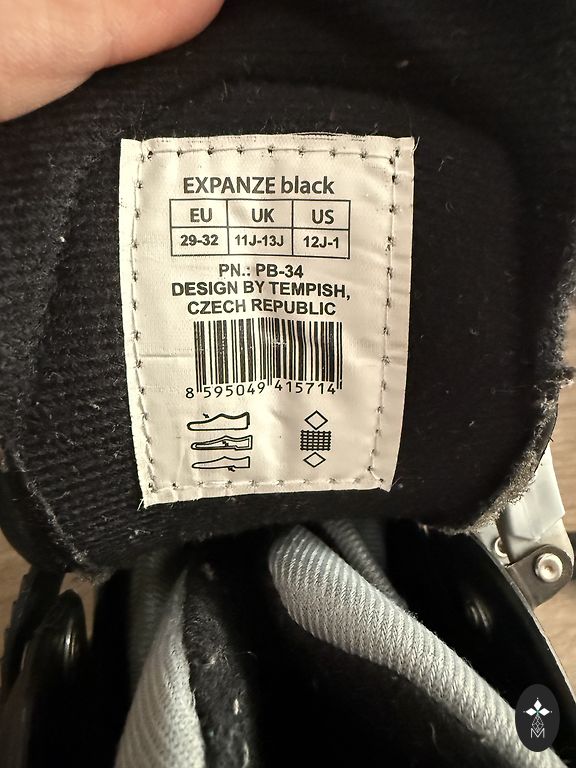 EXPANZE black
EU UK US
29-32 11J-13J 12J-1
PN.: PB-34
DESIGN BY TEMPISH,
CZECH REPUBLIC
8 595049 415714
M